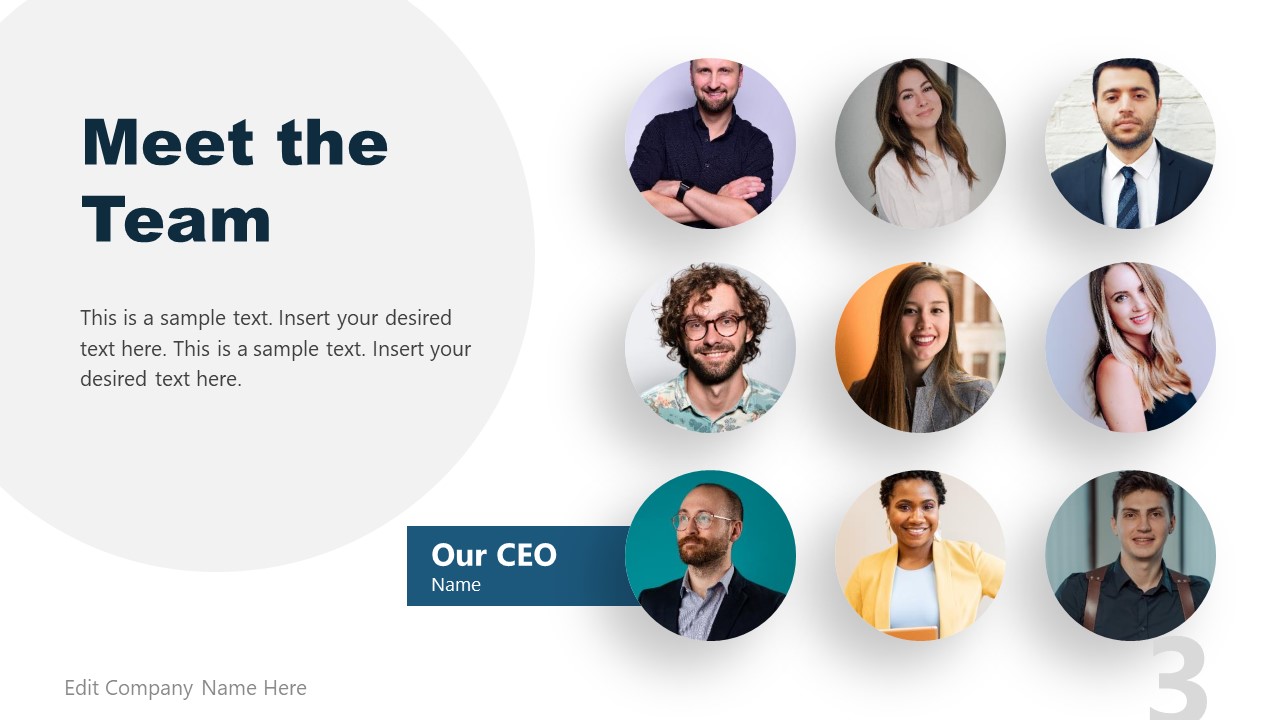 Meet the
Team
This is a sample text. Insert your desired
text here. This is a sample text. Insert your
desired text here.
Our CEO
Name
Edit Company Name Here
3